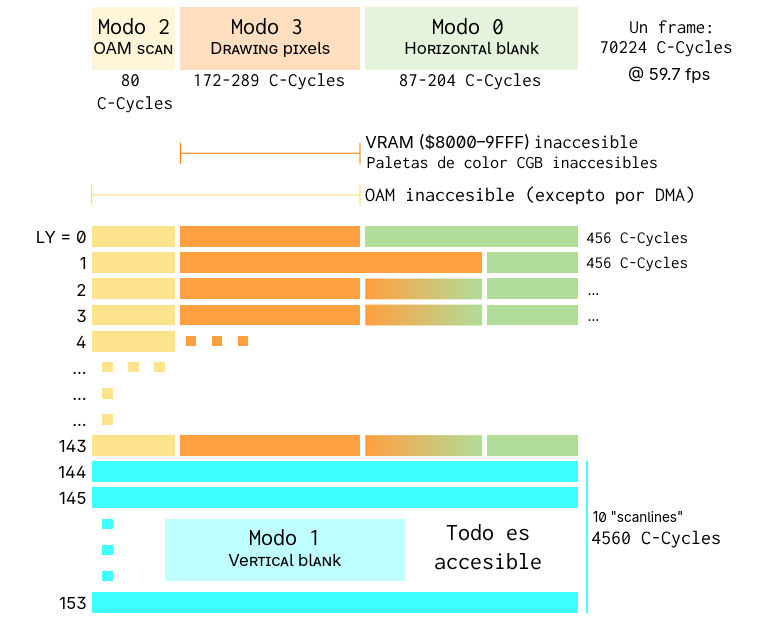 Modo 2
OAM scan
80
C-Cycles
Modo 3
Drawing pixels
172-289 C-Cycles
Modo 0
Horizontal blank
87-204 C-Cycles
Un frame:
70224 C-Cycles
@ 59.7 fps
VRAM ($8000–9FFF) inaccesible
Paletas de color CGB inaccesibles
OAM inaccesible (excepto por DMA)
LY = 0
456 C-Cycles
1
456 C-Cycles
2
...
3
...
4
...
...
...
143
144
145
Modo 1
Vertical blank
Todo es
accesible
10 "scanlines"
4560 C-Cycles
153